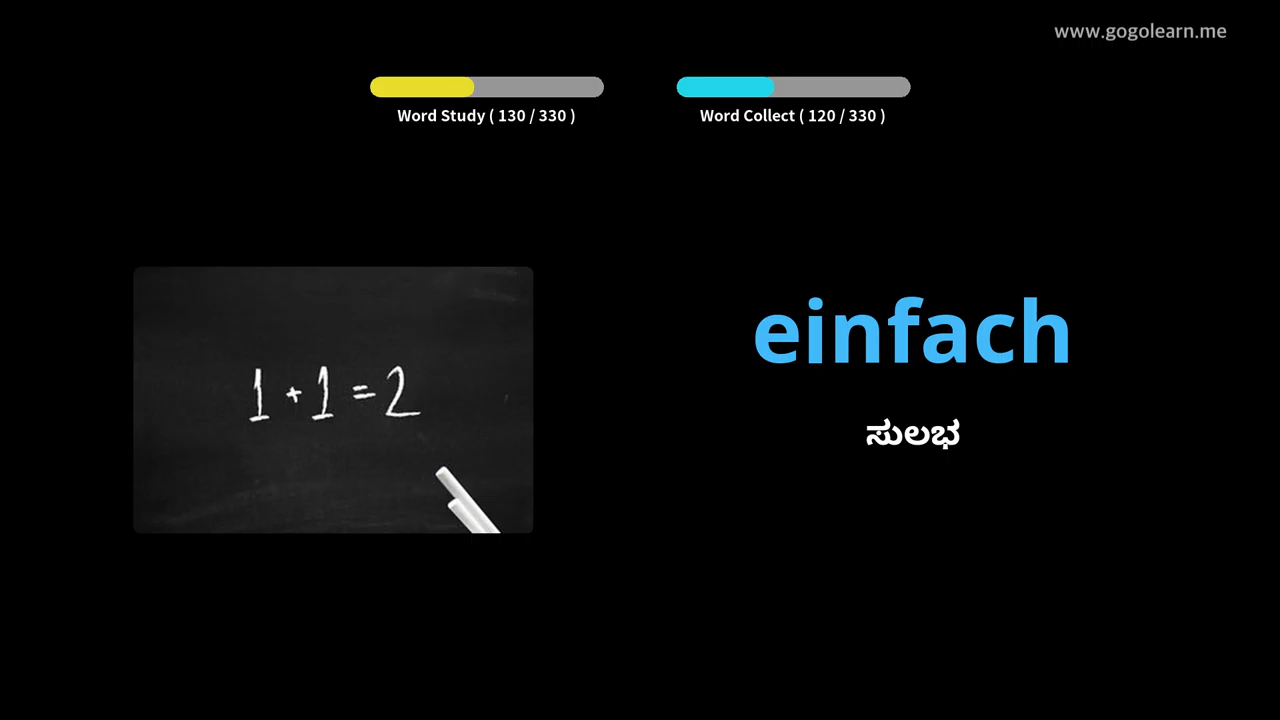 www.gogolearn.me
Word Study ( 130 / 330 )
Word Collect ( 120 / 330 )
1 + 1 = 2
einfach
ಸುಲಭ